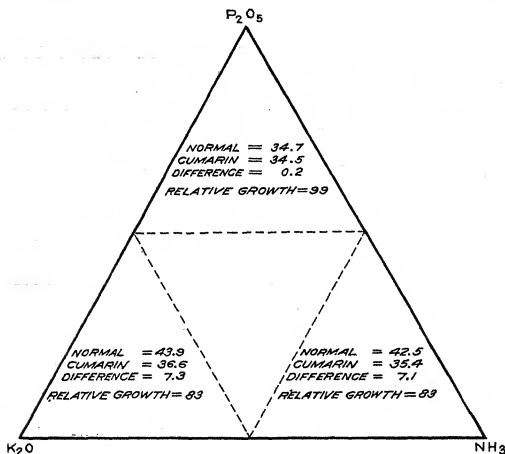 P₂O₅
NORMAL = 34.7
CUMARIN = 34.5
DIFFERENCE = 0.2
RELATIVE GROWTH=99
NORMAL = 43.9
CUMARIN = 36.6
DIFFERENCE = 7.3
RELATIVE GROWTH = 83
NORMAL = 42.5
CUMARIN = 35.4
DIFFERENCE = 7.1
RELATIVE GROWTH = 83
K₂O
NH₃